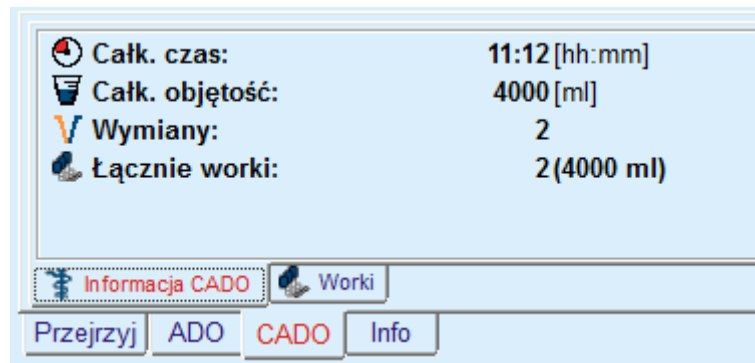 Całk. czas: 11:12 [hh:mm]
Całk. objętość: 4000 [ml]
Wymiany: 2
Łącznie worki: 2 (4000 ml)
Informacja CADO Worki
Przejrzyj ADO CADO Info